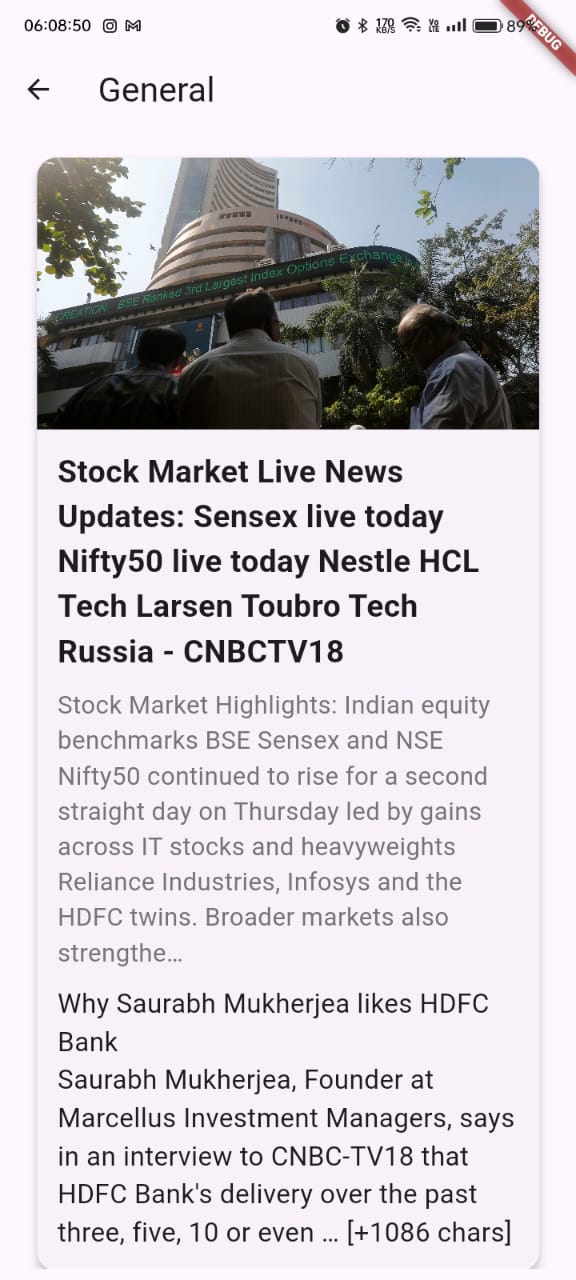 06:08:50
170
KB/S
Vo
LTE
89%
DEBUG
General
CREATION BSE Ranked 3rd Largest Index Options Exchange
Stock Market Live News
Updates: Sensex live today
Nifty50 live today Nestle HCL
Tech Larsen Toubro Tech
Russia - CNBCTV18
Stock Market Highlights: Indian equity
benchmarks BSE Sensex and NSE
Nifty50 continued to rise for a second
straight day on Thursday led by gains
across IT stocks and heavyweights
Reliance Industries, Infosys and the
HDFC twins. Broader markets also
strengthe…
Why Saurabh Mukherjea likes HDFC
Bank
Saurabh Mukherjea, Founder at
Marcellus Investment Managers, says
in an interview to CNBC-TV18 that
HDFC Bank's delivery over the past
three, five, 10 or even … [+1086 chars]